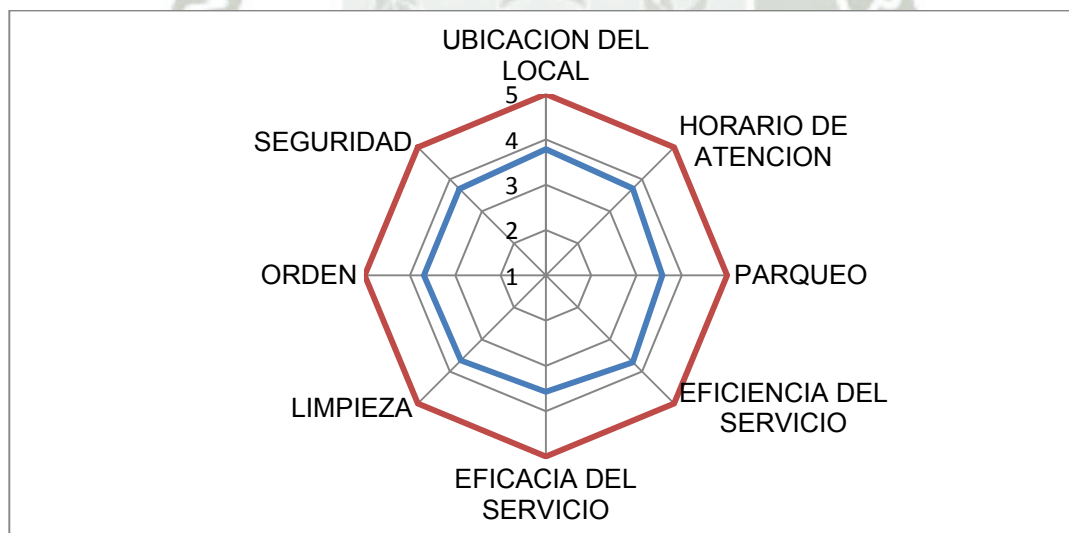 UBICACION DEL
LOCAL
HORARIO DE
ATENCION
PARQUEO
EFICIENCIA DEL
SERVICIO
EFICACIA DEL
SERVICIO
LIMPIEZA
ORDEN
SEGURIDAD
5
4
3
2
1